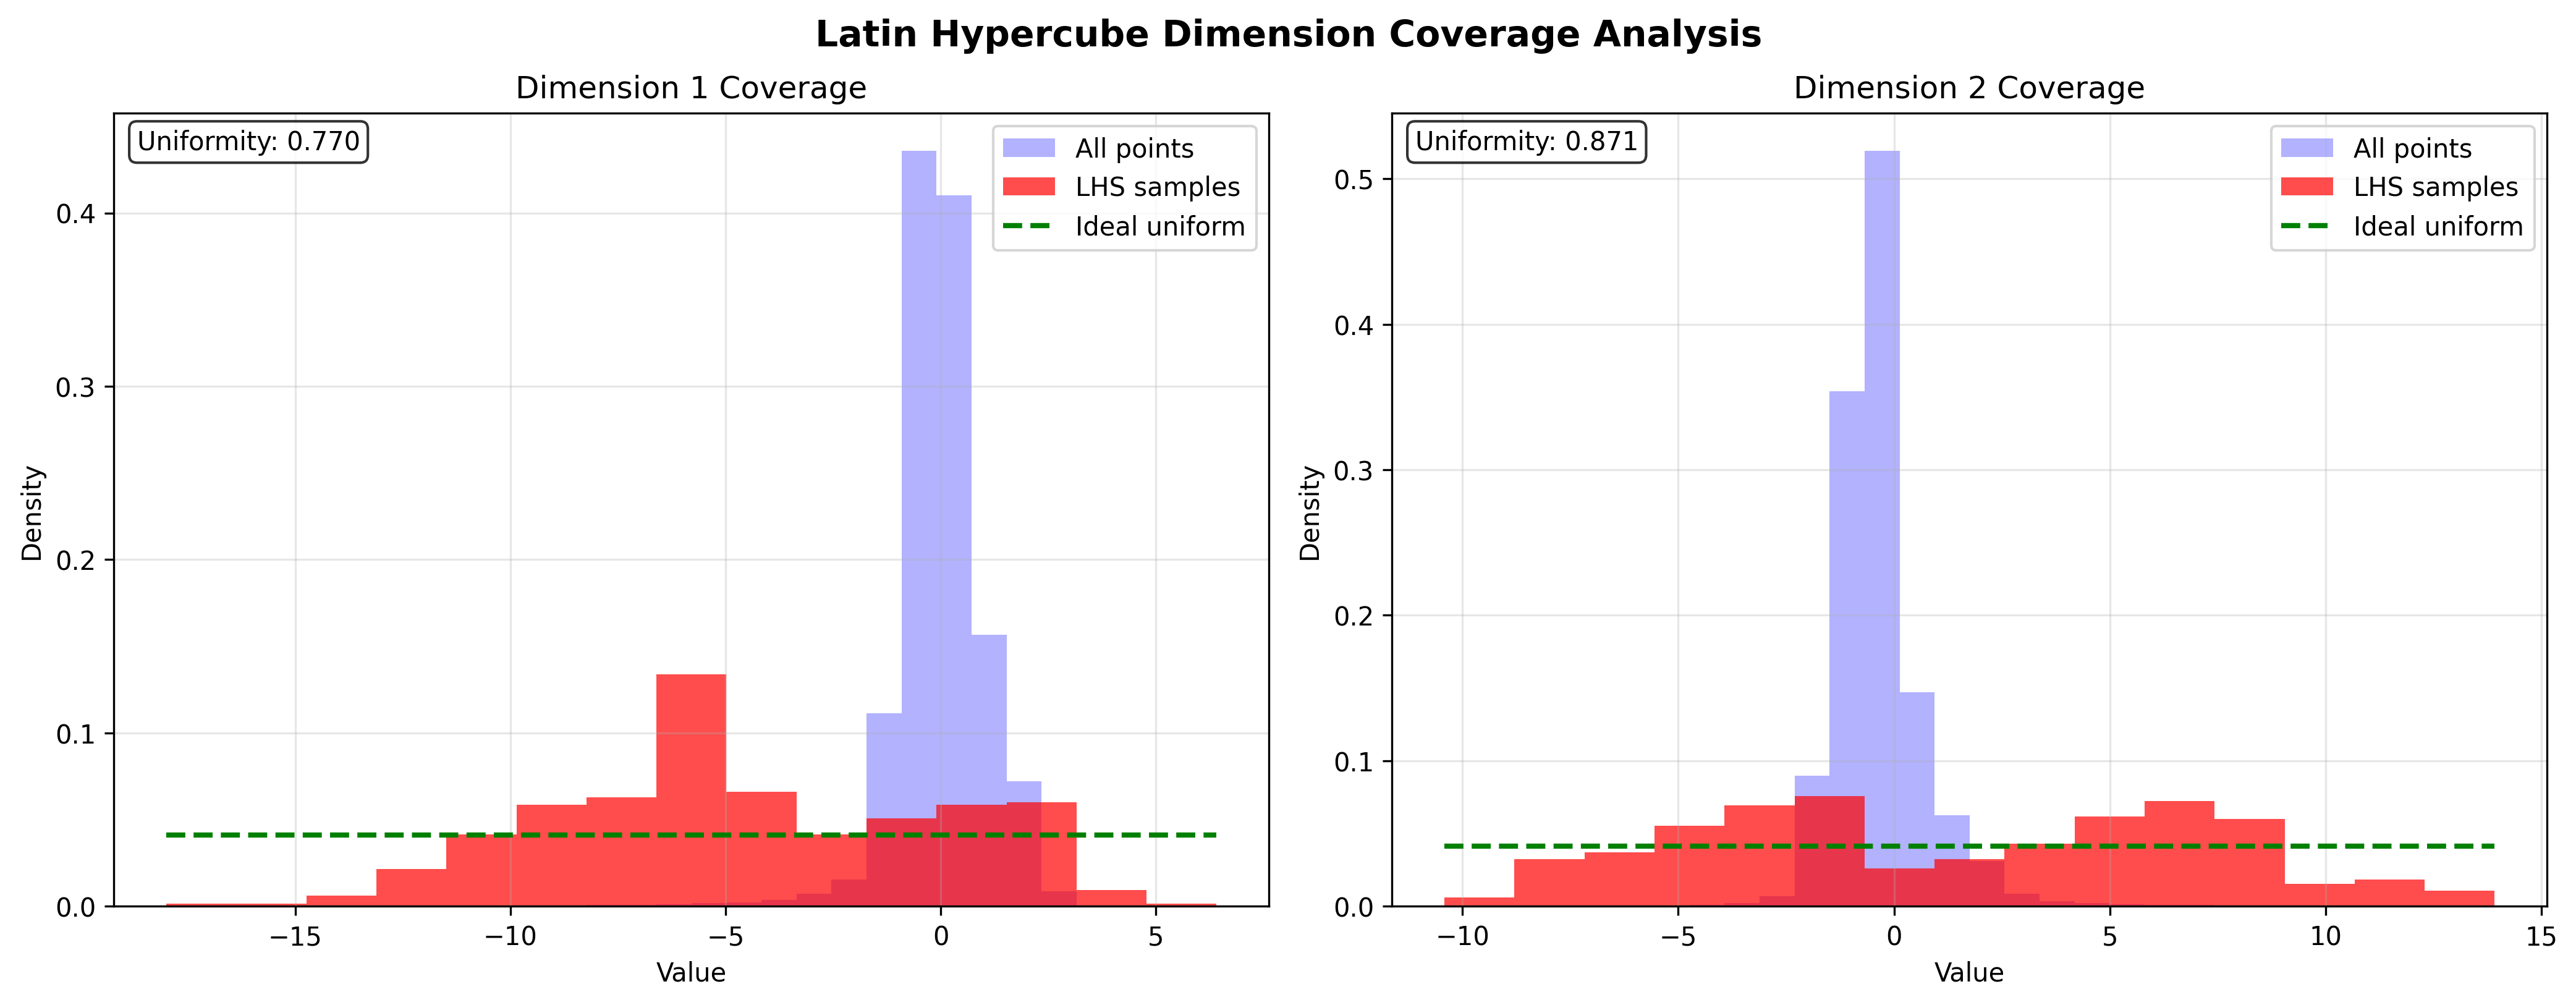 Latin Hypercube Dimension Coverage Analysis
Dimension 1 Coverage
Uniformity: 0.770
All points
LHS samples
Ideal uniform
Density
0.4
0.3
0.2
0.1
0.0
−15
−10
−5
0
5
Value
Dimension 2 Coverage
Uniformity: 0.871
All points
LHS samples
Ideal uniform
Density
0.5
0.4
0.3
0.2
0.1
0.0
−10
−5
0
5
10
15
Value